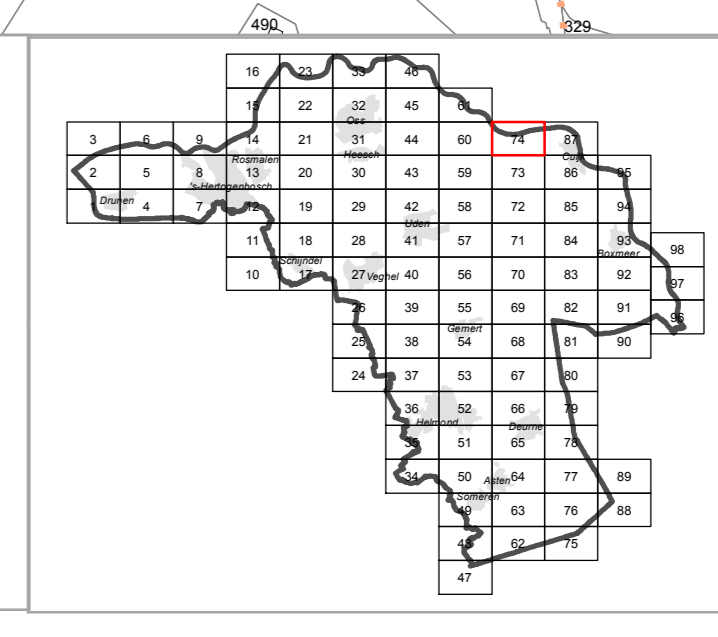 490 329
16 23 33 46
15 22 32 45 61
Oss
3 6 9 14 21 31 44 60 74 87
Rosmalen Heesch Cuijk
2 5 8 13 20 30 43 59 73 86 95
's-Hertogenbosch
Drunen
1 4 7 12 19 29 42 58 72 85 94
Uden
11 18 28 41 57 71 84 93 98
Schijndel Boxmeer
10 17 27 Veghel 40 56 70 83 92 97
26 39 55 69 82 91 96
Gemert
25 38 54 68 81 90
24 37 53 67 80
36 52 66 79
Helmond Deurne
35 51 65 78
34 50 Asten 64 77 89
Someren
49 63 76 88
48 62 75
47